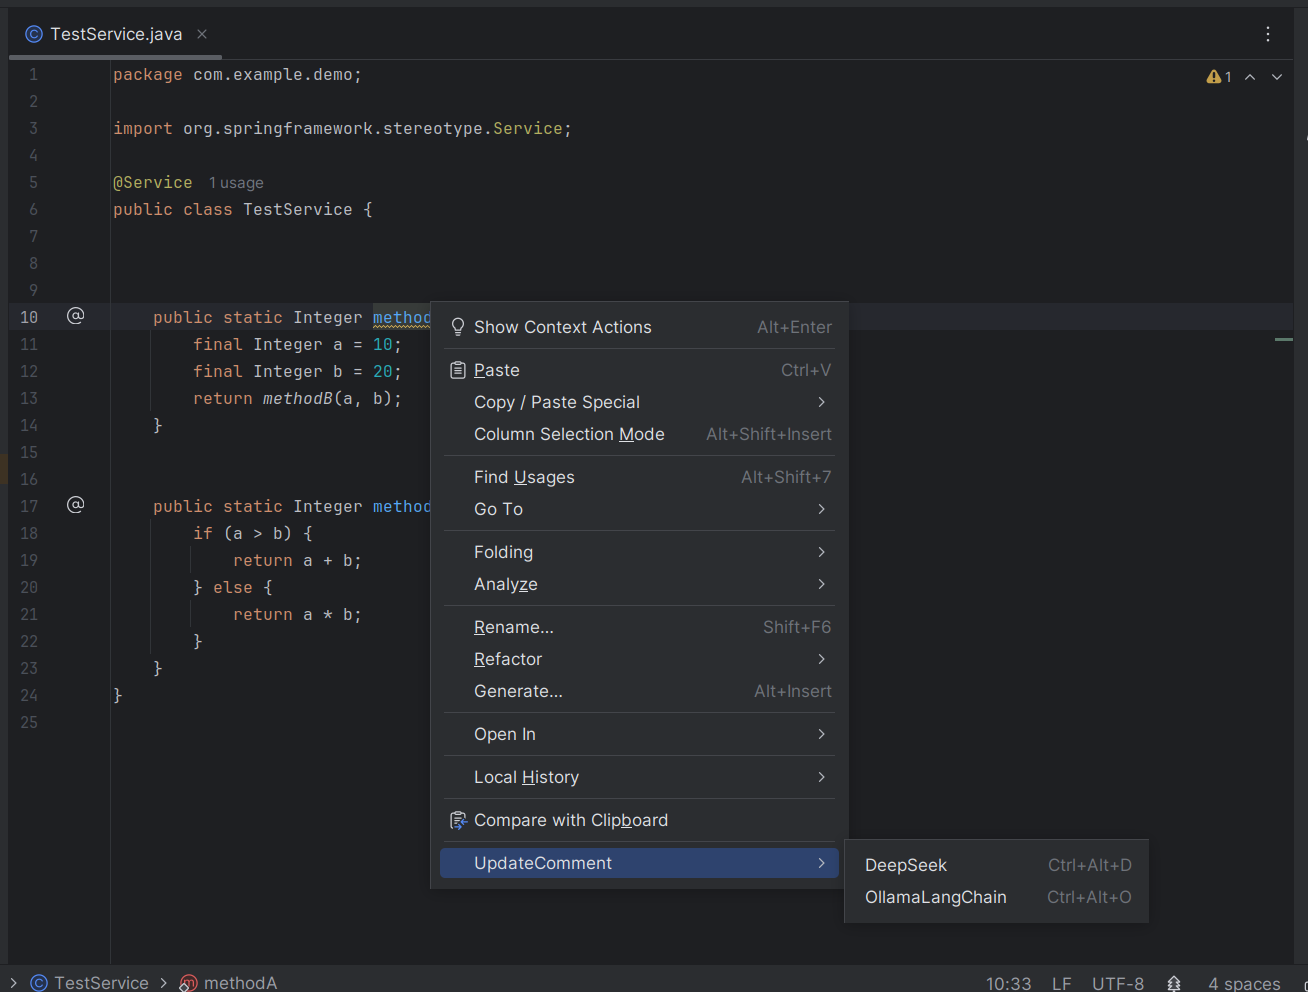 TestService.java
1 package com.example.demo;
1
2
3 import org.springframework.stereotype.Service;
4
5 @Service 1 usage
6 public class TestService {
7
8
9
10 @ public static Integer method
11 final Integer a = 10;
12 final Integer b = 20;
13 return methodB(a, b);
14 }
15
16
17 @ public static Integer method
18 if (a > b) {
19 return a + b;
20 } else {
21 return a * b;
22 }
23 }
24 }
25
Show Context Actions Alt+Enter
Paste Ctrl+V
Copy / Paste Special
Column Selection Mode Alt+Shift+Insert
Find Usages Alt+Shift+7
Go To
Folding
Analyze
Rename... Shift+F6
Refactor
Generate... Alt+Insert
Open In
Local History
Compare with Clipboard
UpdateComment
DeepSeek Ctrl+Alt+D
OllamaLangChain Ctrl+Alt+O
TestService > methodA 10:33 LF UTF-8 4 spaces